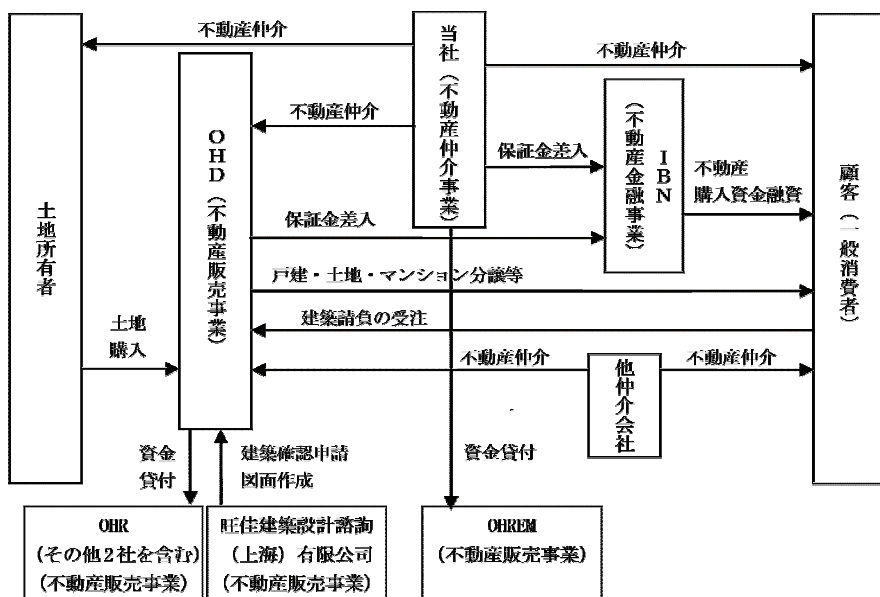 不動産仲介
当社（不動産仲介事業）
不動産仲介
不動産仲介
OHD（不動産販売事業）
IBN
（不動産金融事業）
保証金差入
不動産
購入資金融資
土地所有者
顧客（一般消費者）
保証金差入
戸建・土地・マンション分譲等
建築請負の受注
土地
購入
不動産仲介
他仲介会社
不動産仲介
資金
貸付
建築確認申請
図面作成
資金貸付
OHR
（その他２社を含む）
（不動産販売事業）
旺佳建築設計諮詢
（上海）有限公司
（不動産販売事業）
OHREM
（不動産販売事業）